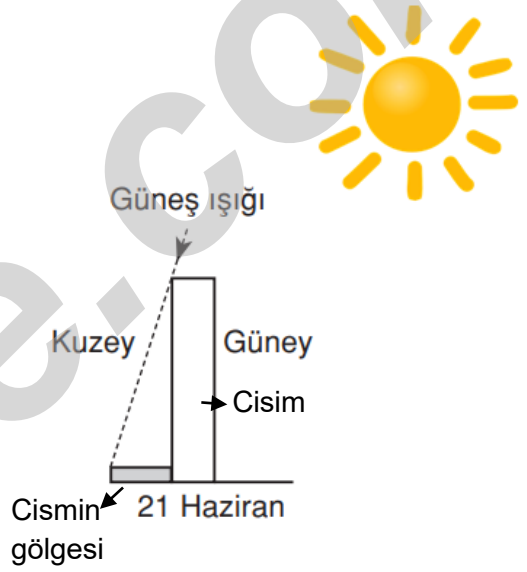 Güneş ışığı
Kuzey
Güney
Cisim
21 Haziran
Cismin
gölgesi